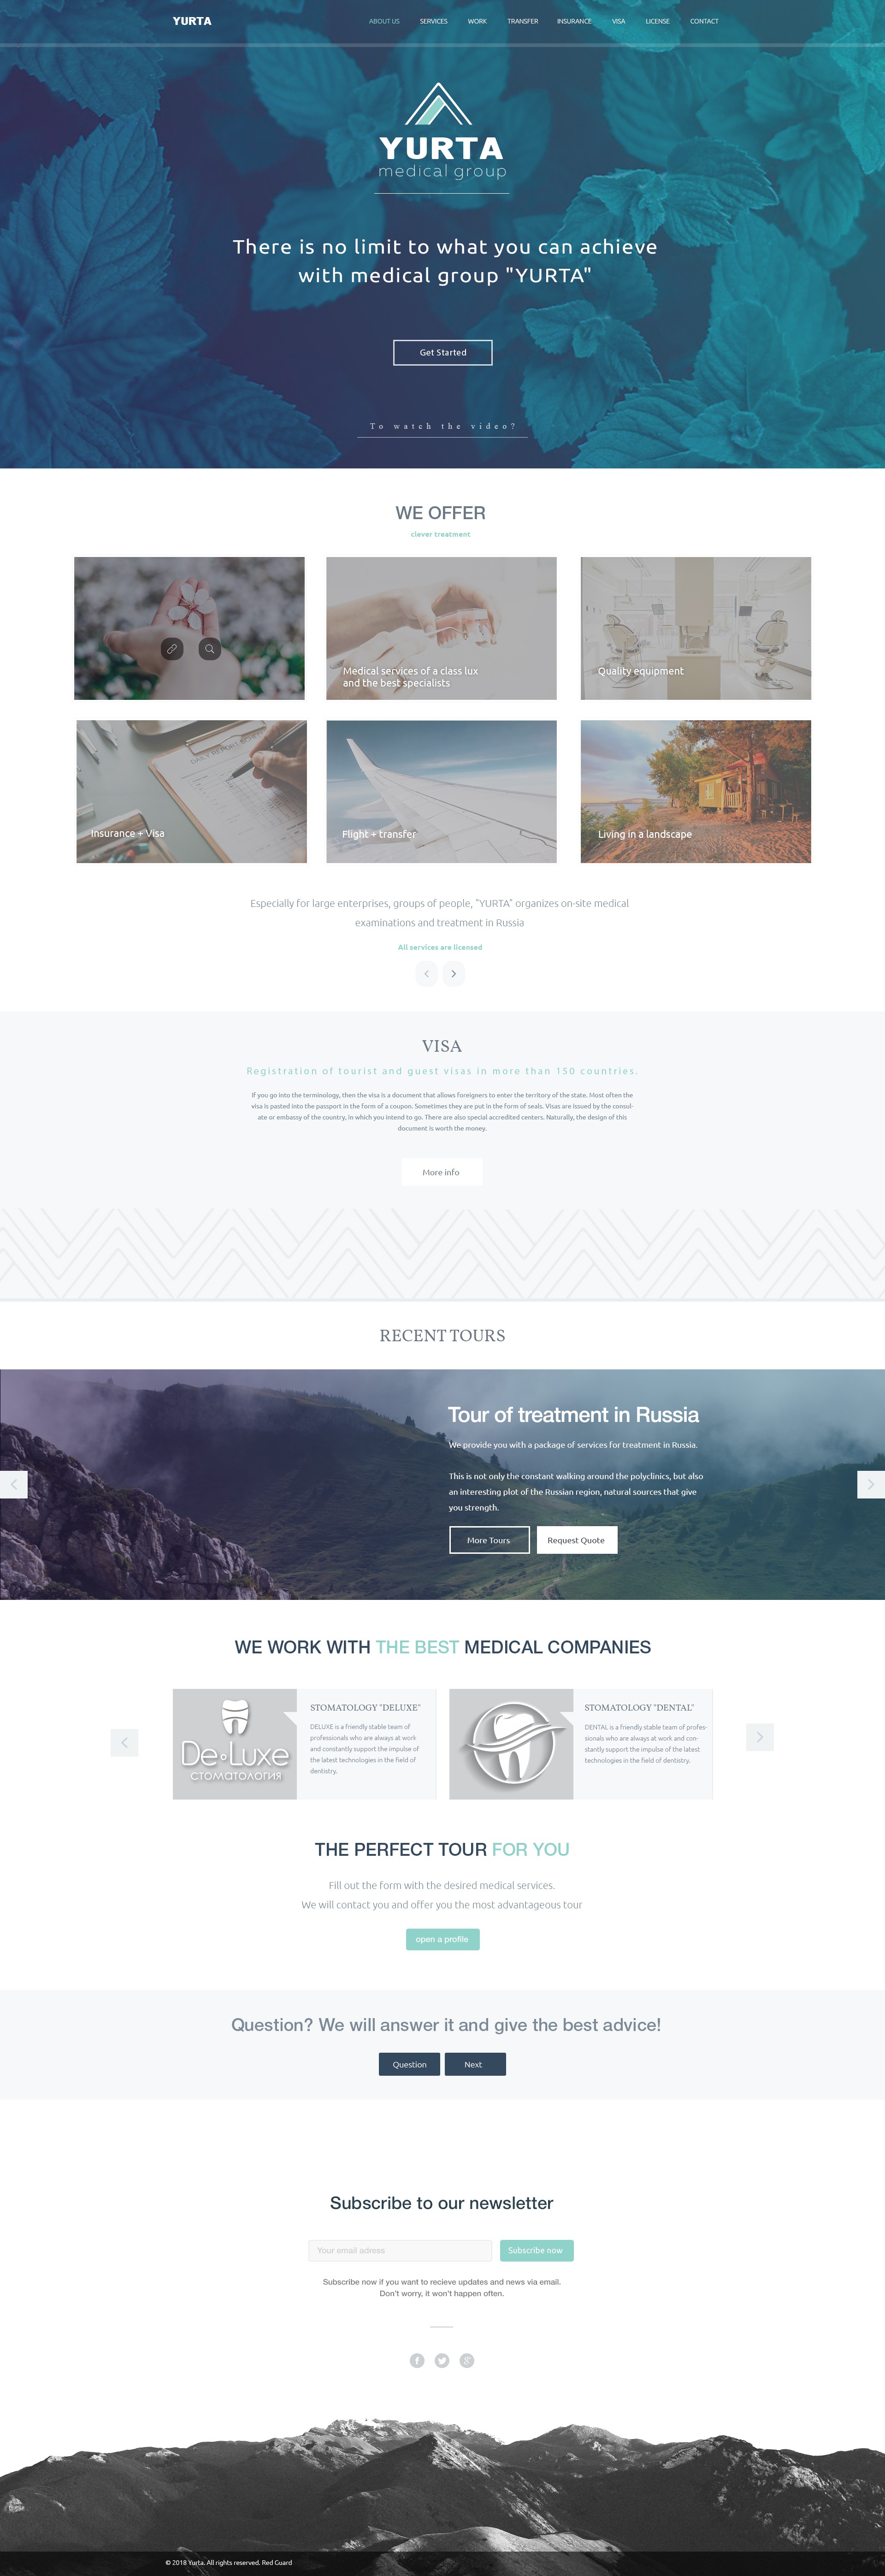 YURTA
ABOUT US SERVICES WORK TRANSFER INSURANCE VISA LICENSE CONTACT
YURTA
medical group
There is no limit to what you can achieve
with medical group "YURTA"
Get Started
To watch the video?
WE OFFER
clever treatment
Medical services of a class lux
and the best specialists
Quality equipment
DAILY REPORT
Insurance + Visa
Flight + transfer
Living in a landscape
Especially for large enterprises, groups of people, "YURTA" organizes on-site medical
examinations and treatment in Russia
All services are licensed
VISA
Registration of tourist and guest visas in more than 150 countries.
If you go into the terminology, then the visa is a document that allows foreigners to enter the territory of the state. Most often the
visa is pasted into the passport in the form of a coupon. Sometimes they are put in the form of seals. Visas are issued by the consul-
ate or embassy of the country, in which you intend to go. There are also special accredited centers. Naturally, the design of this
document is worth the money.
More info
RECENT TOURS
Tour of treatment in Russia
We provide you with a package of services for treatment in Russia.
This is not only the constant walking around the polyclinics, but also
an interesting plot of the Russian region, natural sources that give
you strength.
More Tours
Request Quote
WE WORK WITH THE BEST MEDICAL COMPANIES
De Luxe
СТОМАТОЛОГИЯ
STOMATOLOGY "DELUXE"
DELUXE is a friendly stable team of
professionals who are always at work
and constantly support the impulse of
the latest technologies in the field of
dentistry.
STOMATOLOGY "DENTAL"
DENTAL is a friendly stable team of profes-
sionals who are always at work and con-
stantly support the impulse of the latest
technologies in the field of dentistry.
THE PERFECT TOUR FOR YOU
Fill out the form with the desired medical services.
We will contact you and offer you the most advantageous tour
open a profile
Question? We will answer it and give the best advice!
Question
Next
Subscribe to our newsletter
Your email adress
Subscribe now
Subscribe now if you want to recieve updates and news via email.
Don't worry, it won't happen often.
© 2018 Yurta. All rights reserved. Red Guard